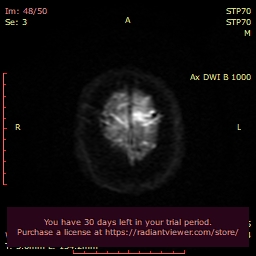 Im: 48/50
Se: 3
A
STP70
STP70
M
Ax DWI B 1000
R
L
You have 30 days left in your trial period.
Purchase a license at https://radiantviewer.com/store/